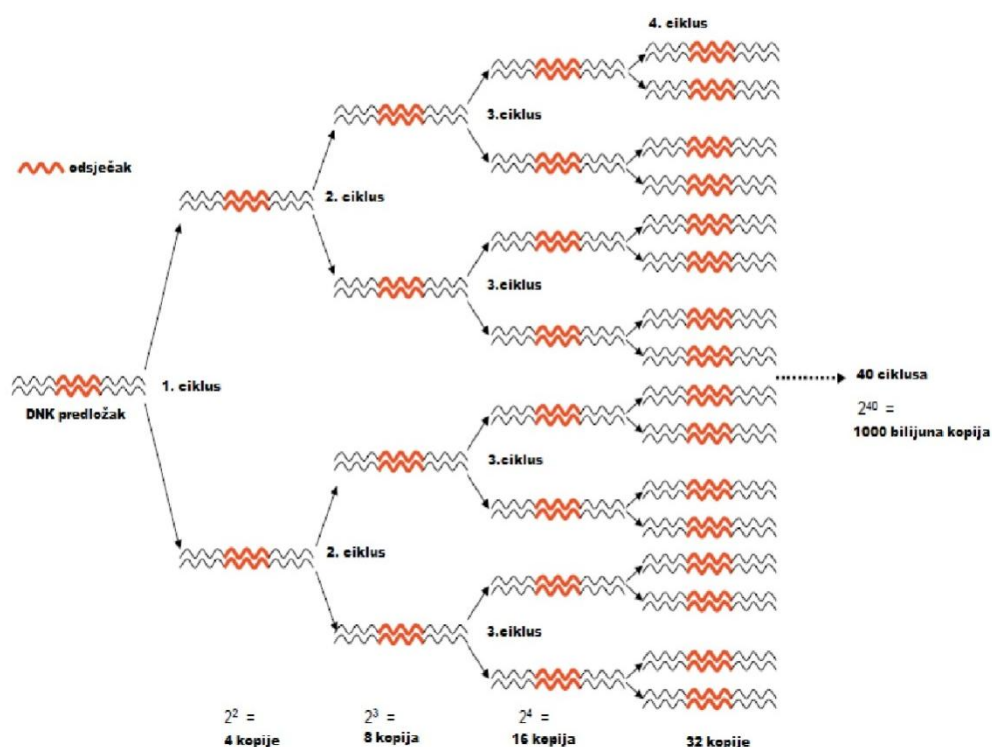 4. ciklus
3.ciklus
odsječak
2. ciklus
3.ciklus
1. ciklus
DNK predložak
40 ciklusa
2⁴⁰ =
1000 bilijuna kopija
3.ciklus
2. ciklus
3.ciklus
2² =
4 kopije
2³ =
8 kopija
2⁴ =
16 kopija
32 kopije